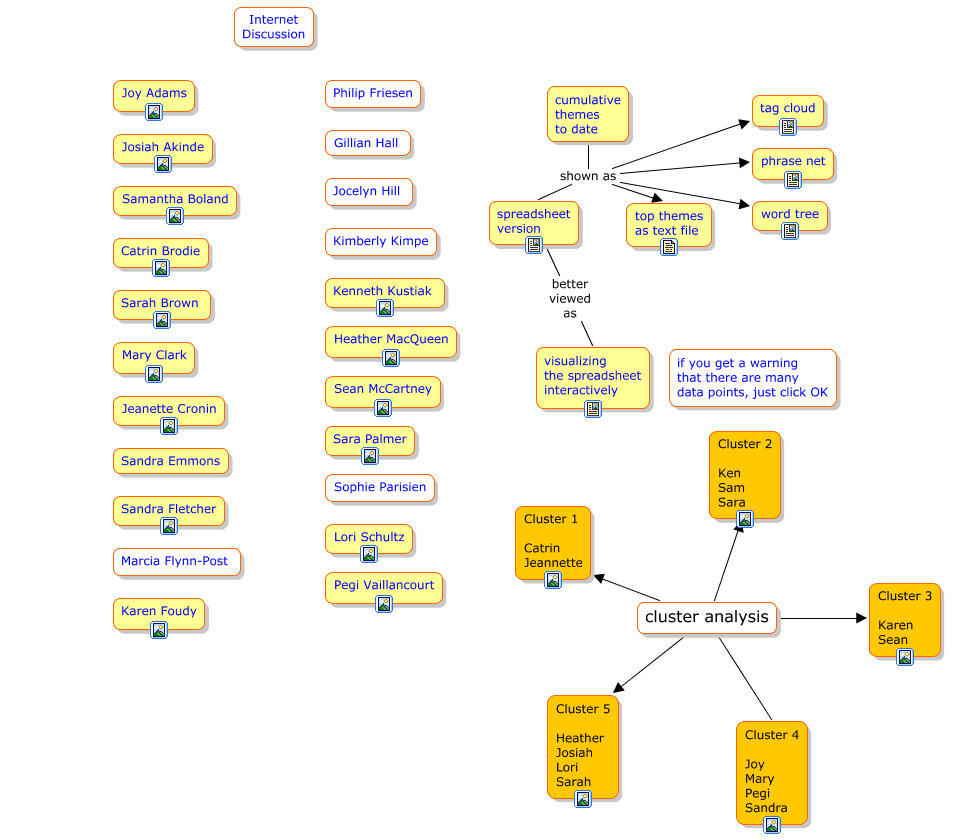 Internet
Discussion
Joy Adams
Josiah Akinde
Samantha Boland
Catrin Brodie
Sarah Brown
Mary Clark
Jeanette Cronin
Sandra Emmons
Sandra Fletcher
Marcia Flynn-Post
Karen Foudy
Philip Friesen
Gillian Hall
Jocelyn Hill
Kimberly Kimpe
Kenneth Kustiak
Heather MacQueen
Sean McCartney
Sara Palmer
Sophie Parisien
Lori Schultz
Pegi Vaillancourt
cumulative
themes
to date
shown as
tag cloud
phrase net
word tree
top themes
as text file
spreadsheet
version
better
viewed
as
visualizing
the spreadsheet
interactively
if you get a warning
that there are many
data points, just click OK
cluster analysis
Cluster 1
Catrin
Jeannette
Cluster 2
Ken
Sam
Sara
Cluster 3
Karen
Sean
Cluster 4
Joy
Mary
Pegi
Sandra
Cluster 5
Heather
Josiah
Lori
Sarah